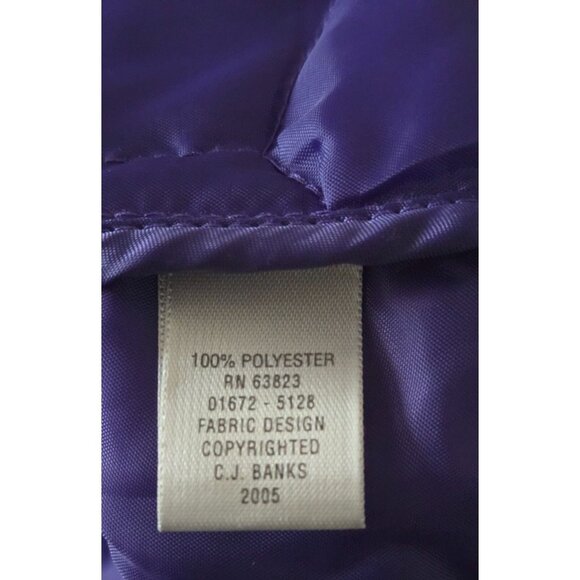 100% POLYESTER
RN 63823
01672 - 5128
FABRIC DESIGN
COPYRIGHTED
C.J. BANKS
2005